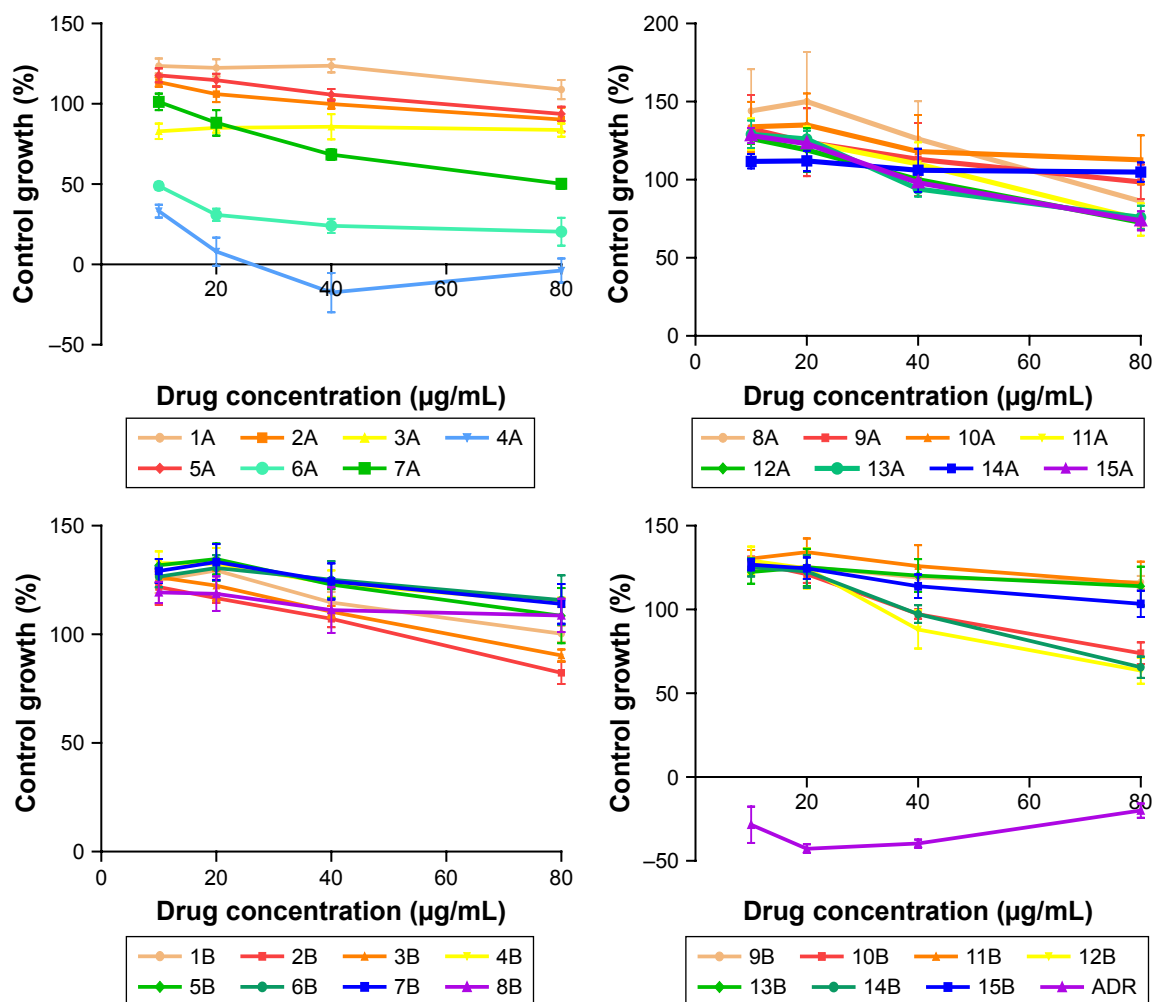 150
100
50
0
–50
20
40
60
80
Control growth (%)
Drug concentration (µg/mL)
1A 2A 3A 4A
5A 6A 7A
200
150
100
50
0
0
20
40
60
80
Control growth (%)
Drug concentration (µg/mL)
8A 9A 10A 11A
12A 13A 14A 15A
150
100
50
0
0
20
40
60
80
Control growth (%)
Drug concentration (µg/mL)
1B 2B 3B 4B
5B 6B 7B 8B
150
100
50
0
–50
20
40
60
80
Control growth (%)
Drug concentration (µg/mL)
9B 10B 11B 12B
13B 14B 15B ADR